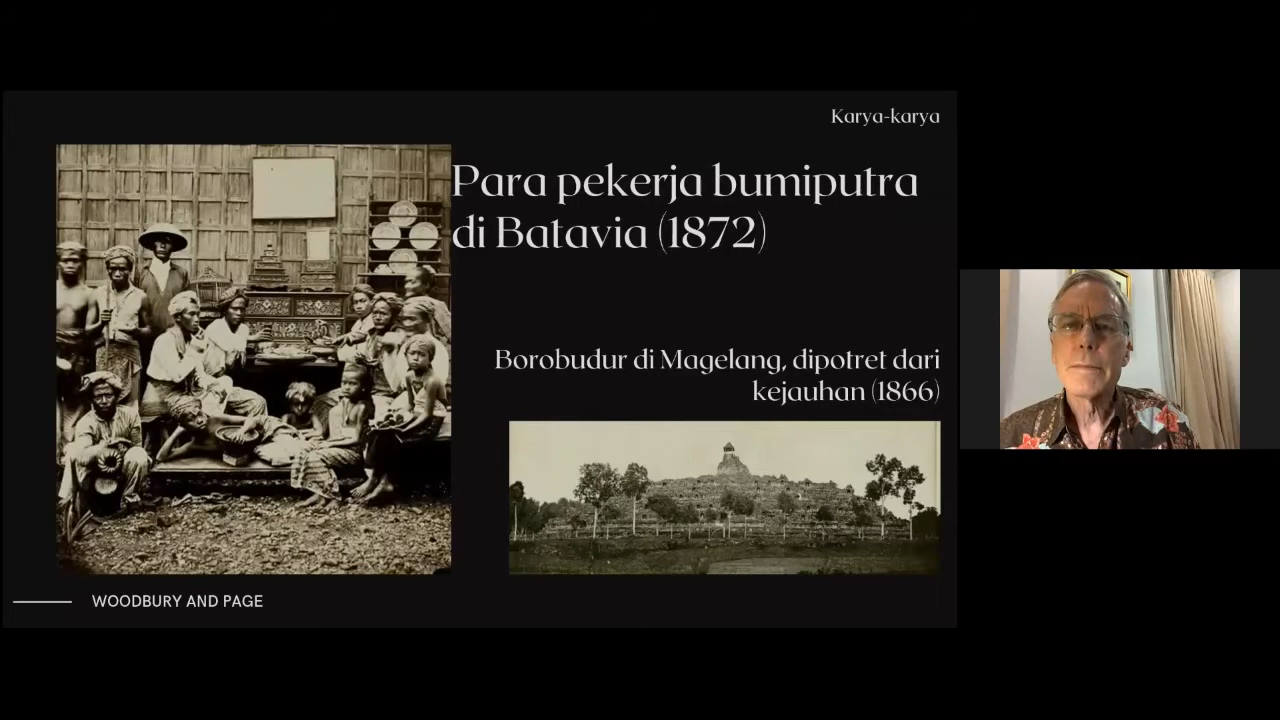 Karya-karya
Para pekerja bumiputra
di Batavia (1872)
Borobudur di Magelang, dipotret dari
kejauhan (1866)
WOODBURY AND PAGE